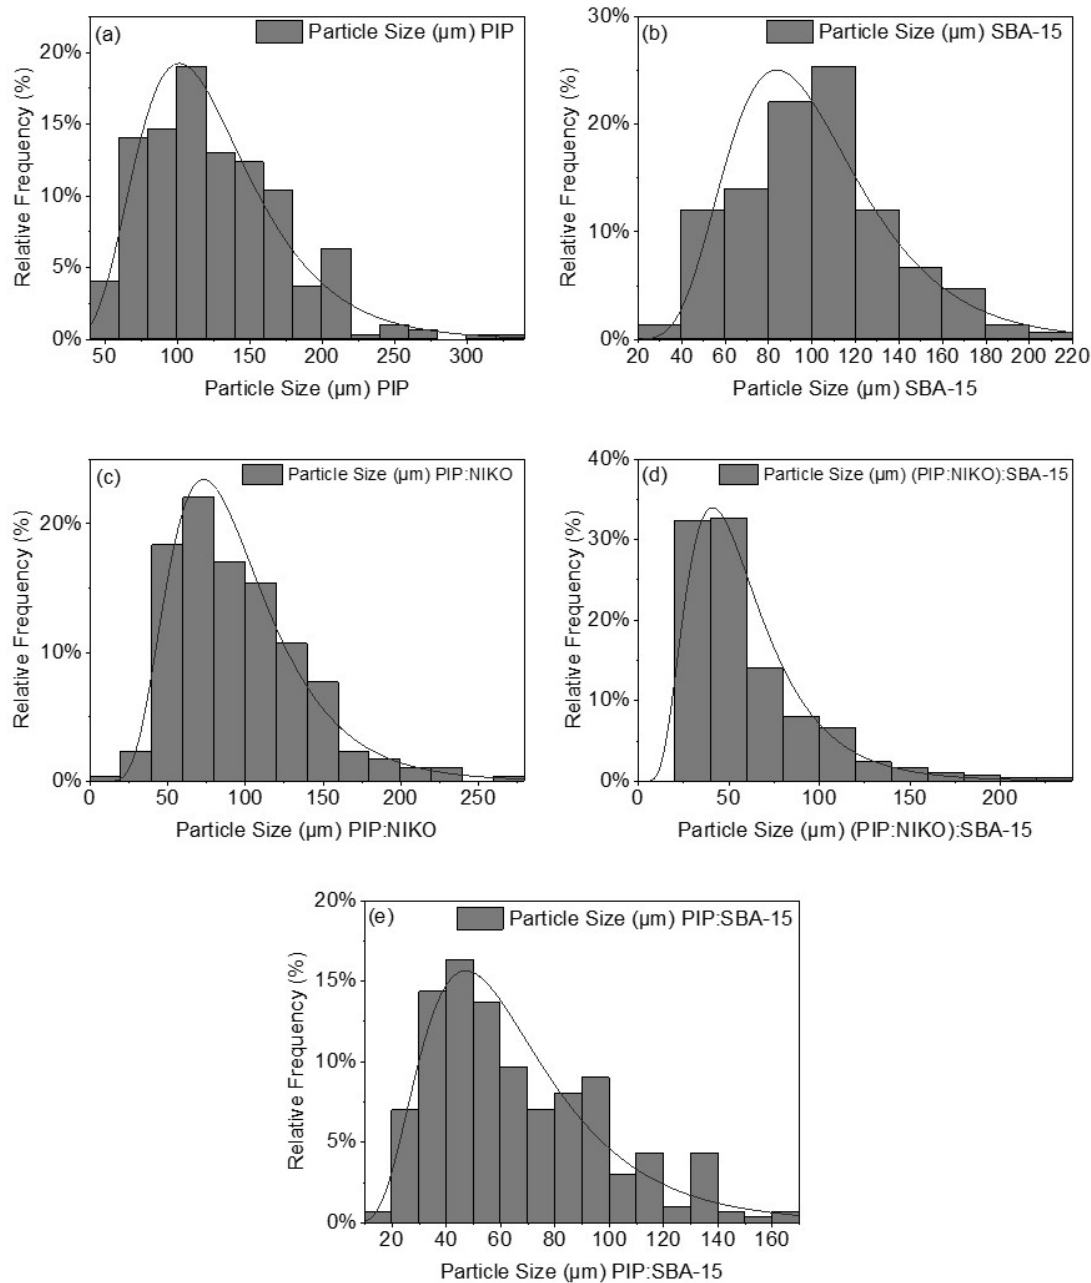 (a)
Particle Size (µm) PIP
20%
15%
10%
5%
0%
Relative Frequency (%)
50 100 150 200 250 300
Particle Size (µm) PIP
(b)
Particle Size (µm) SBA-15
30%
20%
10%
0%
Relative Frequency (%)
20 40 60 80 100 120 140 160 180 200 220
Particle Size (µm) SBA-15
(c)
Particle Size (µm) PIP:NIKO
20%
10%
0%
Relative Frequency (%)
0 50 100 150 200 250
Particle Size (µm) PIP:NIKO
(d)
Particle Size (µm) (PIP:NIKO):SBA-15
40%
30%
20%
10%
0%
Relative Frequency (%)
0 50 100 150 200
Particle Size (µm) (PIP:NIKO):SBA-15
(e)
Particle Size (µm) PIP:SBA-15
20%
15%
10%
5%
0%
Relative Frequency (%)
20 40 60 80 100 120 140 160
Particle Size (µm) PIP:SBA-15